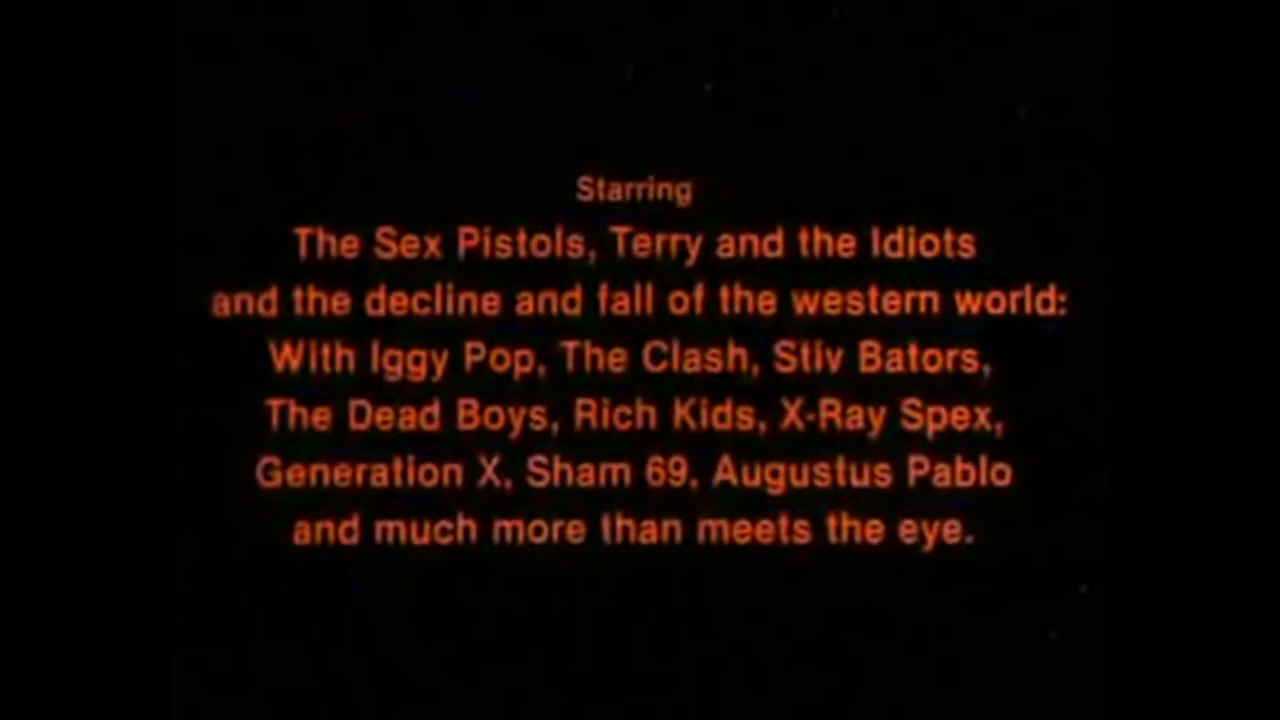 Starring
The Sex Pistols, Terry and the Idiots
and the decline and fall of the western world:
With Iggy Pop, The Clash, Stiv Bators,
The Dead Boys, Rich Kids, X-Ray Spex,
Generation X, Sham 69, Augustus Pablo
and much more than meets the eye.